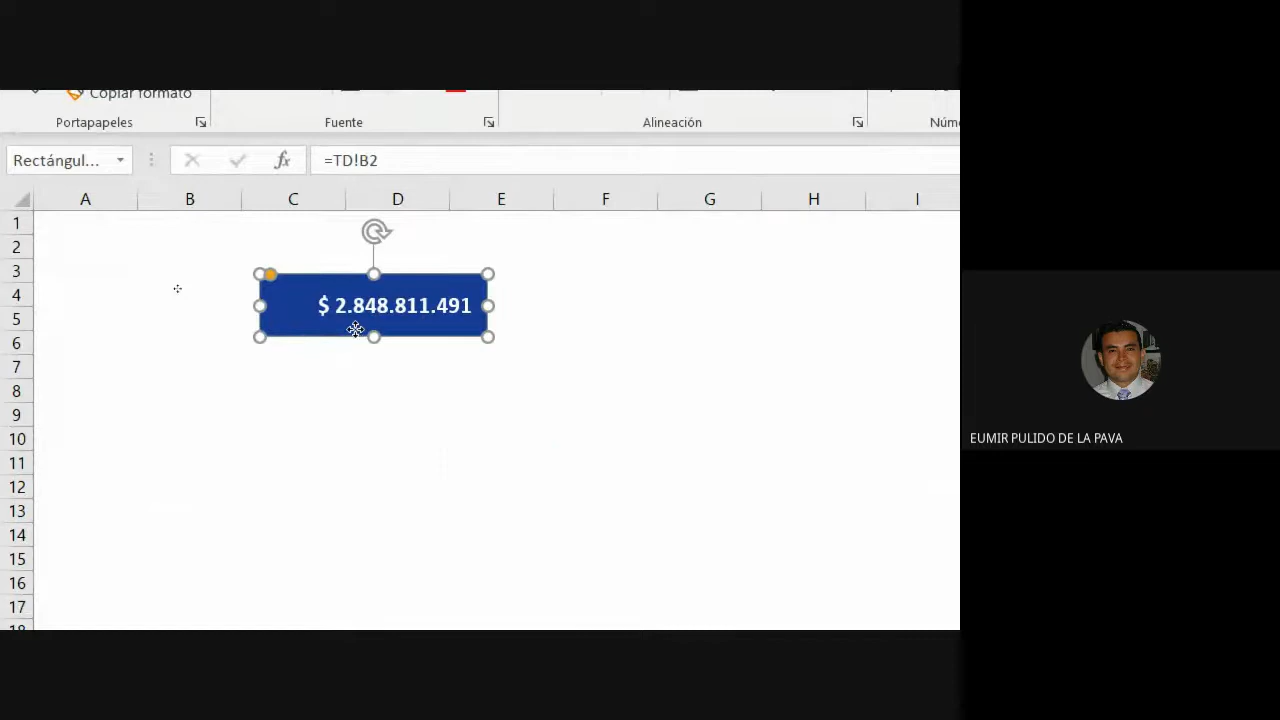 Copiar formato
Portapapeles
Fuente
Alineación
Núm
Rectángul...
fx
=TD!B2
A B C D E F G H I
1
2
3
4
$ 2.848.811.491
5
6
7
8
9
10
11
12
13
14
15
16
17
EUMIR PULIDO DE LA PAVA